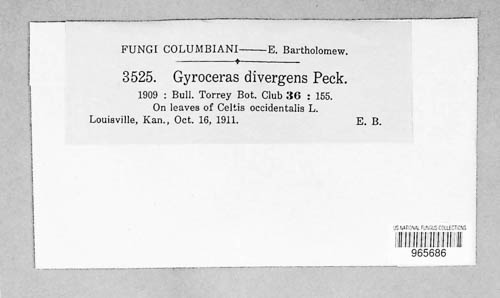 FUNGI COLUMBIANI——E. Bartholomew.
3525. Gyroceras divergens Peck.
1909 : Bull. Torrey Bot. Club 36 : 155.
On leaves of Celtis occidentalis L.
Louisville, Kan., Oct. 16, 1911. E. B.
US NATIONAL FUNGUS COLLECTIONS
965686